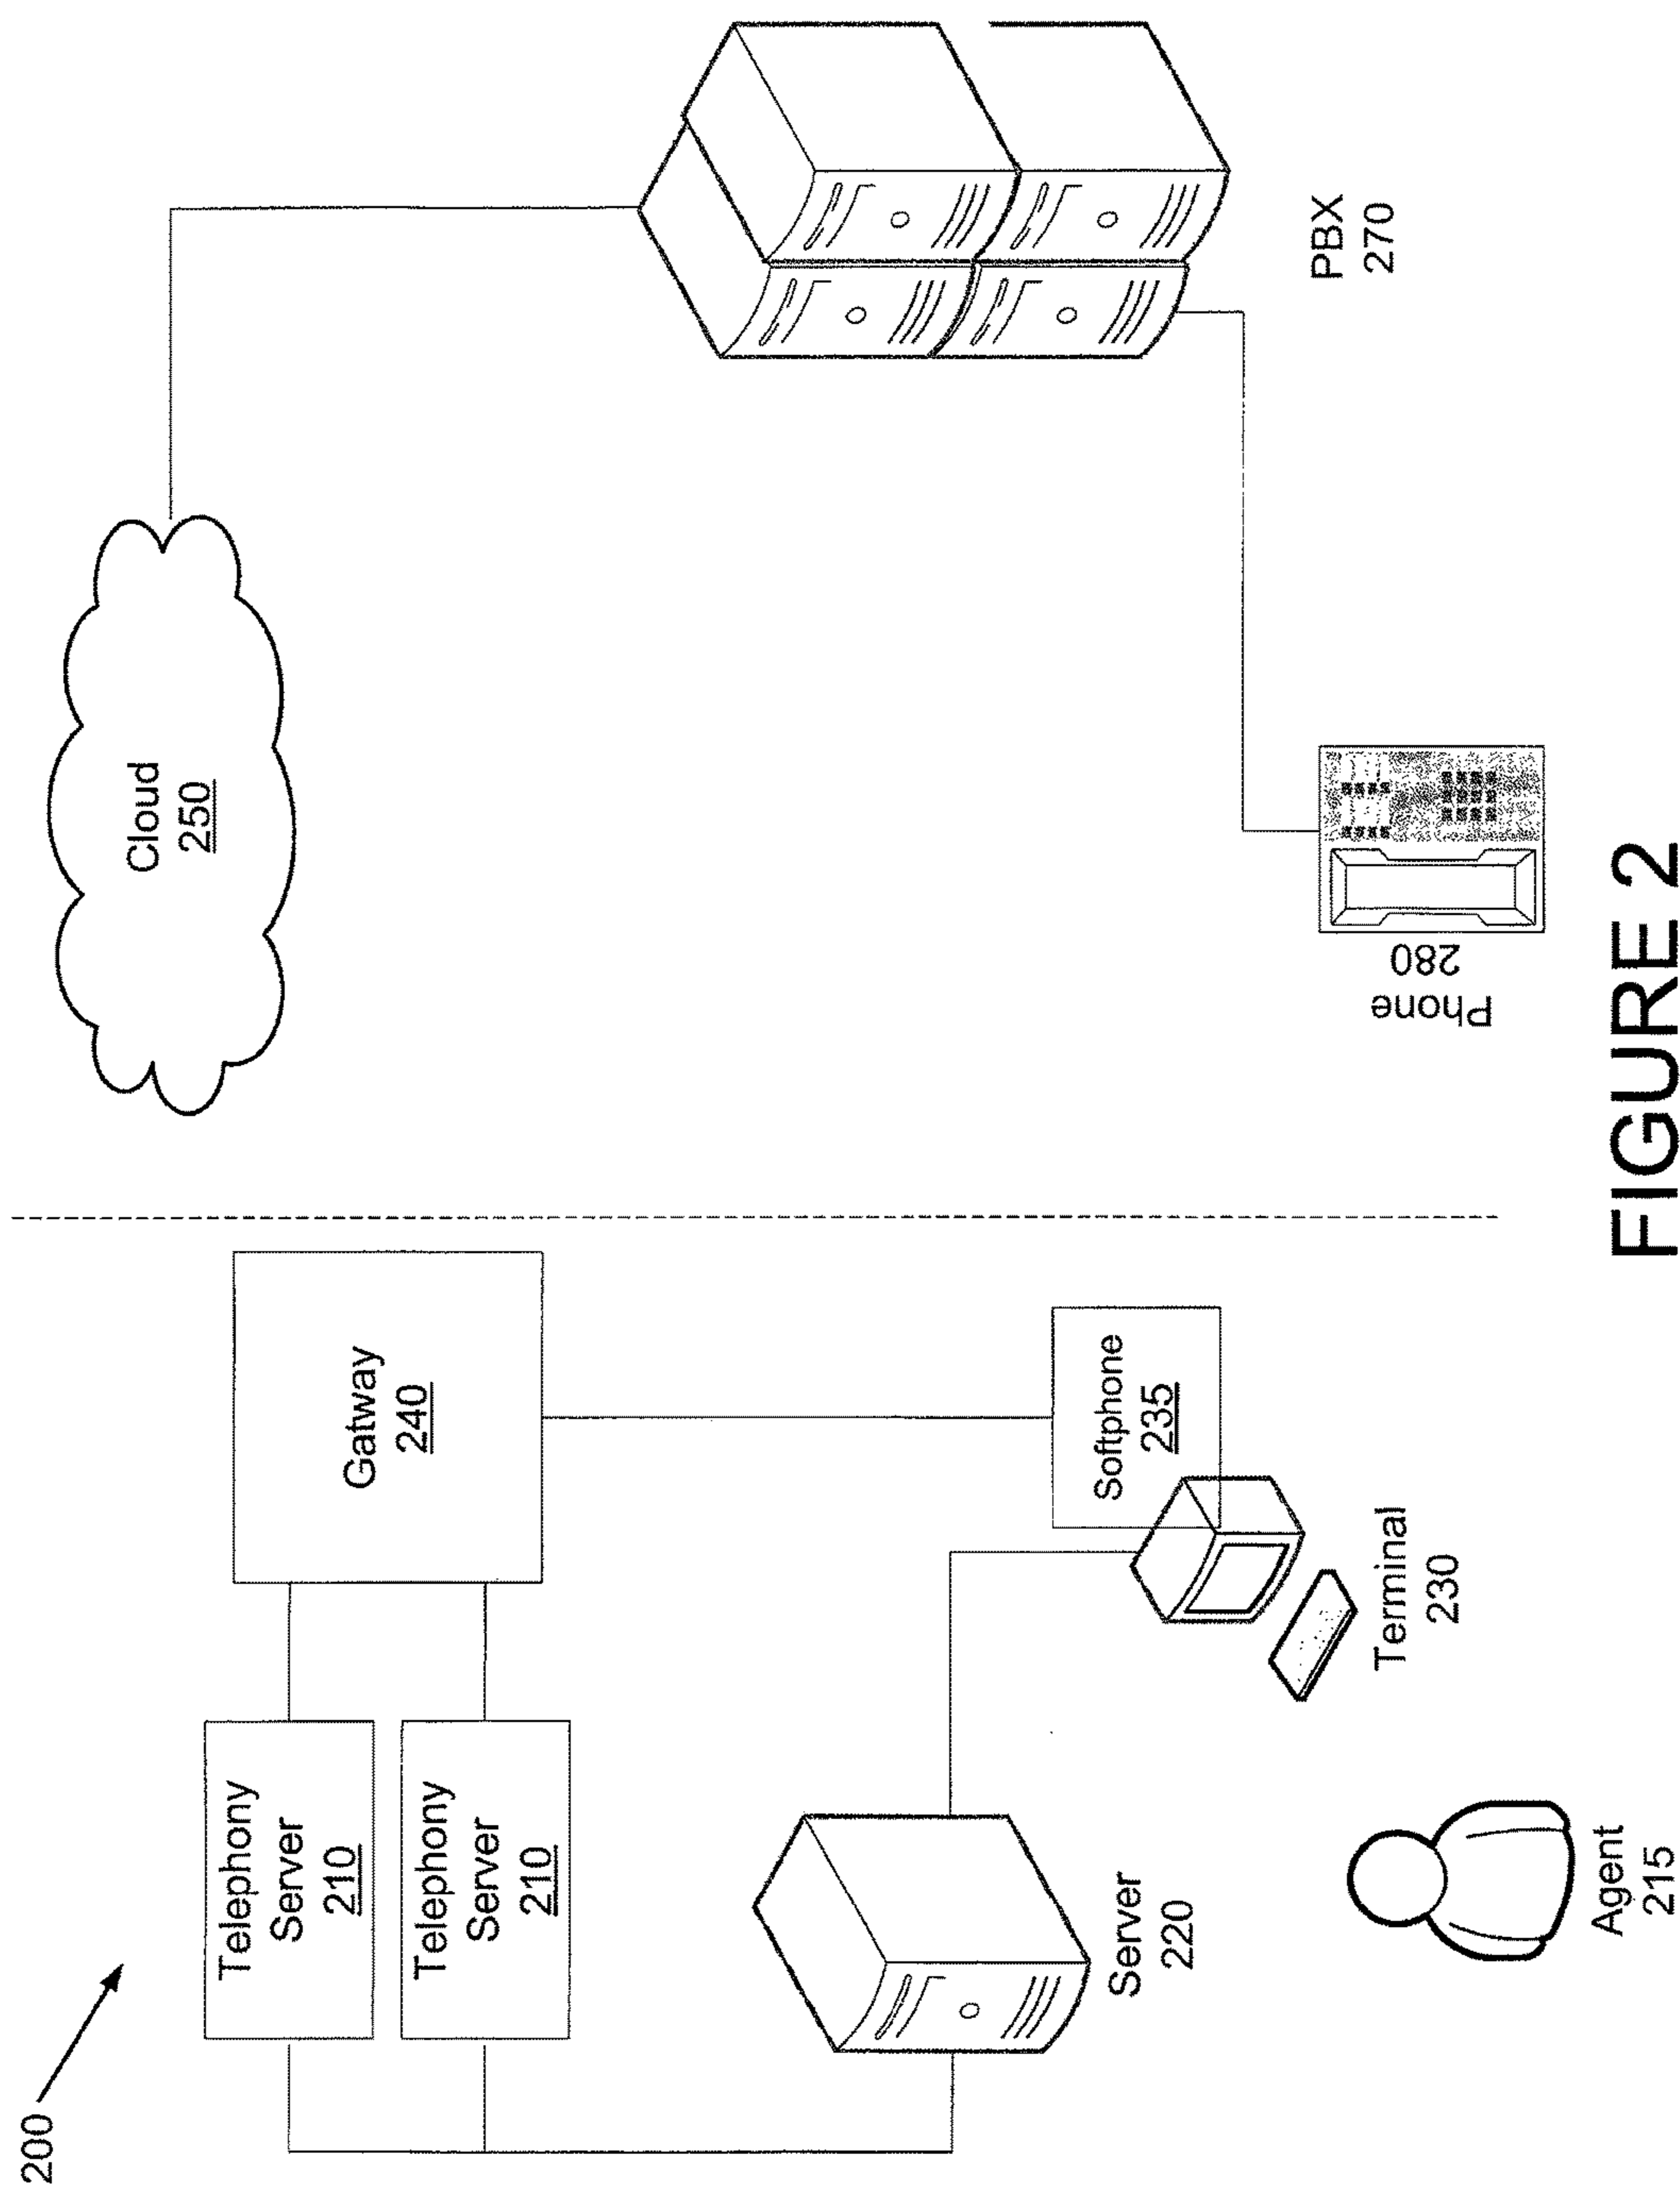 200
Telephony
Server
210
Telephony
Server
210
Gatway
240
Cloud
250
Server
220
Softphone
235
Terminal
230
Agent
215
PBX
270
Phone
280
FIGURE 2